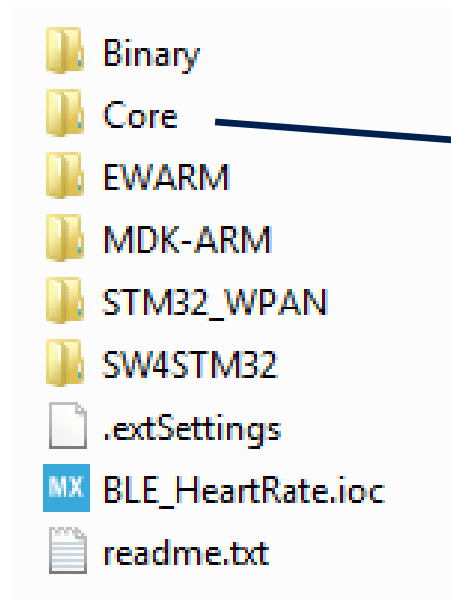 Binary
Core
EWARM
MDK-ARM
STM32_WPAN
SW4STM32
.extSettings
MX BLE_HeartRate.ioc
readme.txt